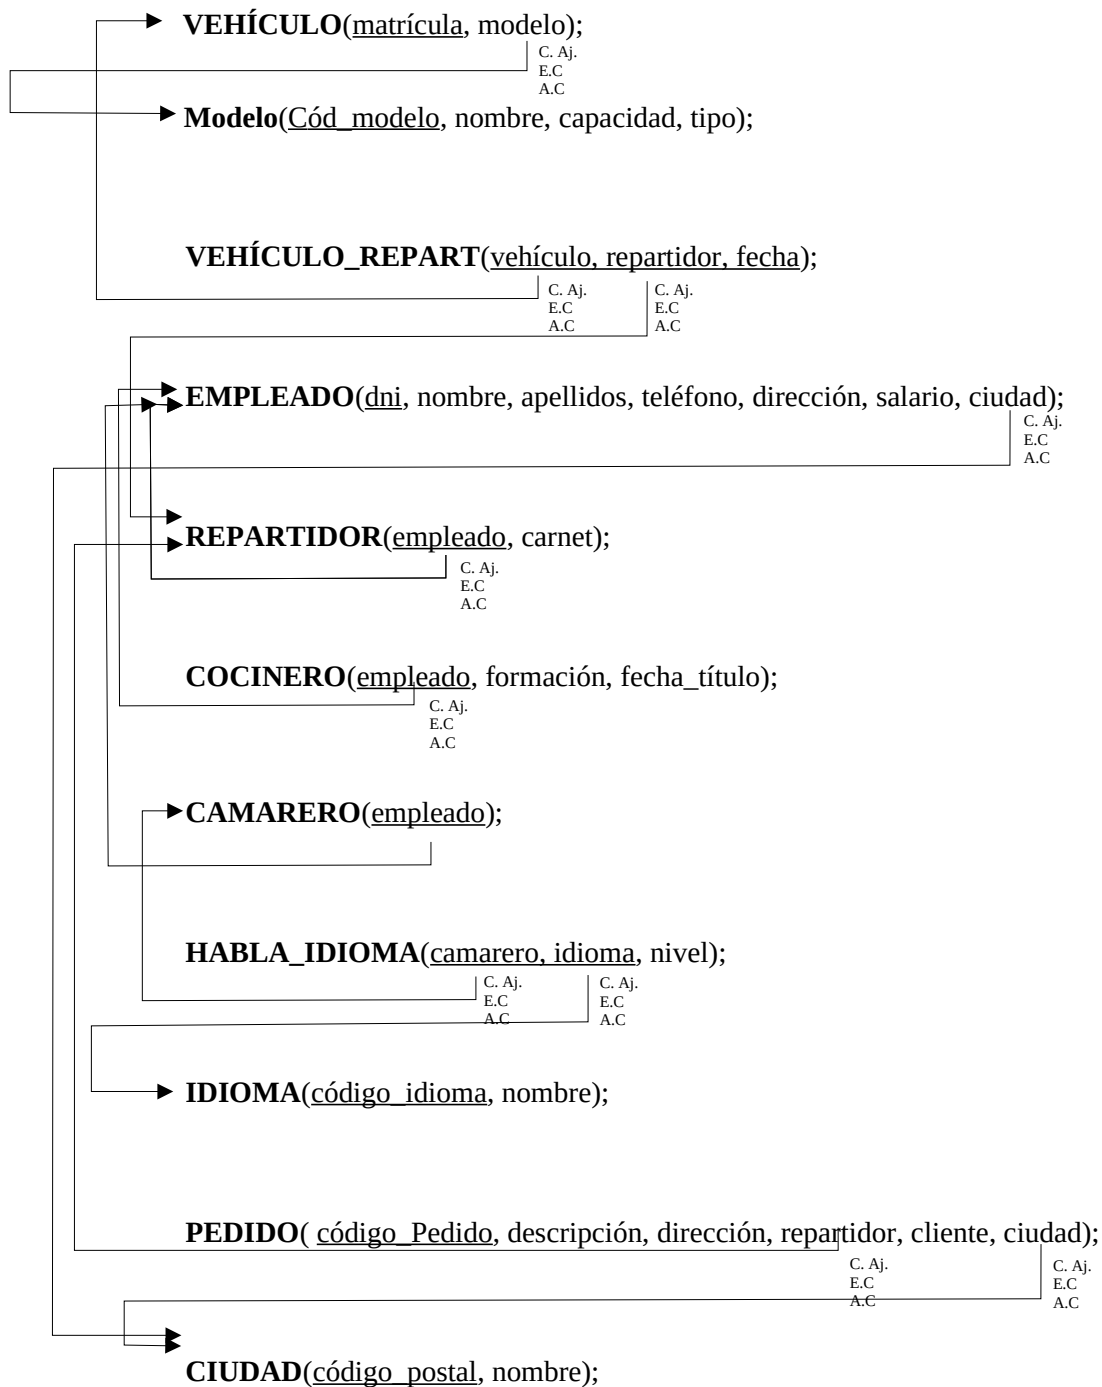 VEHÍCULO(matrícula, modelo);
C. Aj.
E.C
A.C
Modelo(Cód_modelo, nombre, capacidad, tipo);
VEHÍCULO_REPART(vehículo, repartidor, fecha);
C. Aj.
E.C
A.C
C. Aj.
E.C
A.C
EMPLEADO(dni, nombre, apellidos, teléfono, dirección, salario, ciudad);
C. Aj.
E.C
A.C
REPARTIDOR(empleado, carnet);
C. Aj.
E.C
A.C
COCINERO(empleado, formación, fecha_título);
C. Aj.
E.C
A.C
CAMARERO(empleado);
HABLA_IDIOMA(camarero, idioma, nivel);
C. Aj.
E.C
A.C
C. Aj.
E.C
A.C
IDIOMA(código_idioma, nombre);
PEDIDO( código_Pedido, descripción, dirección, repartidor, cliente, ciudad);
C. Aj.
E.C
A.C
C. Aj.
E.C
A.C
CIUDAD(código_postal, nombre);